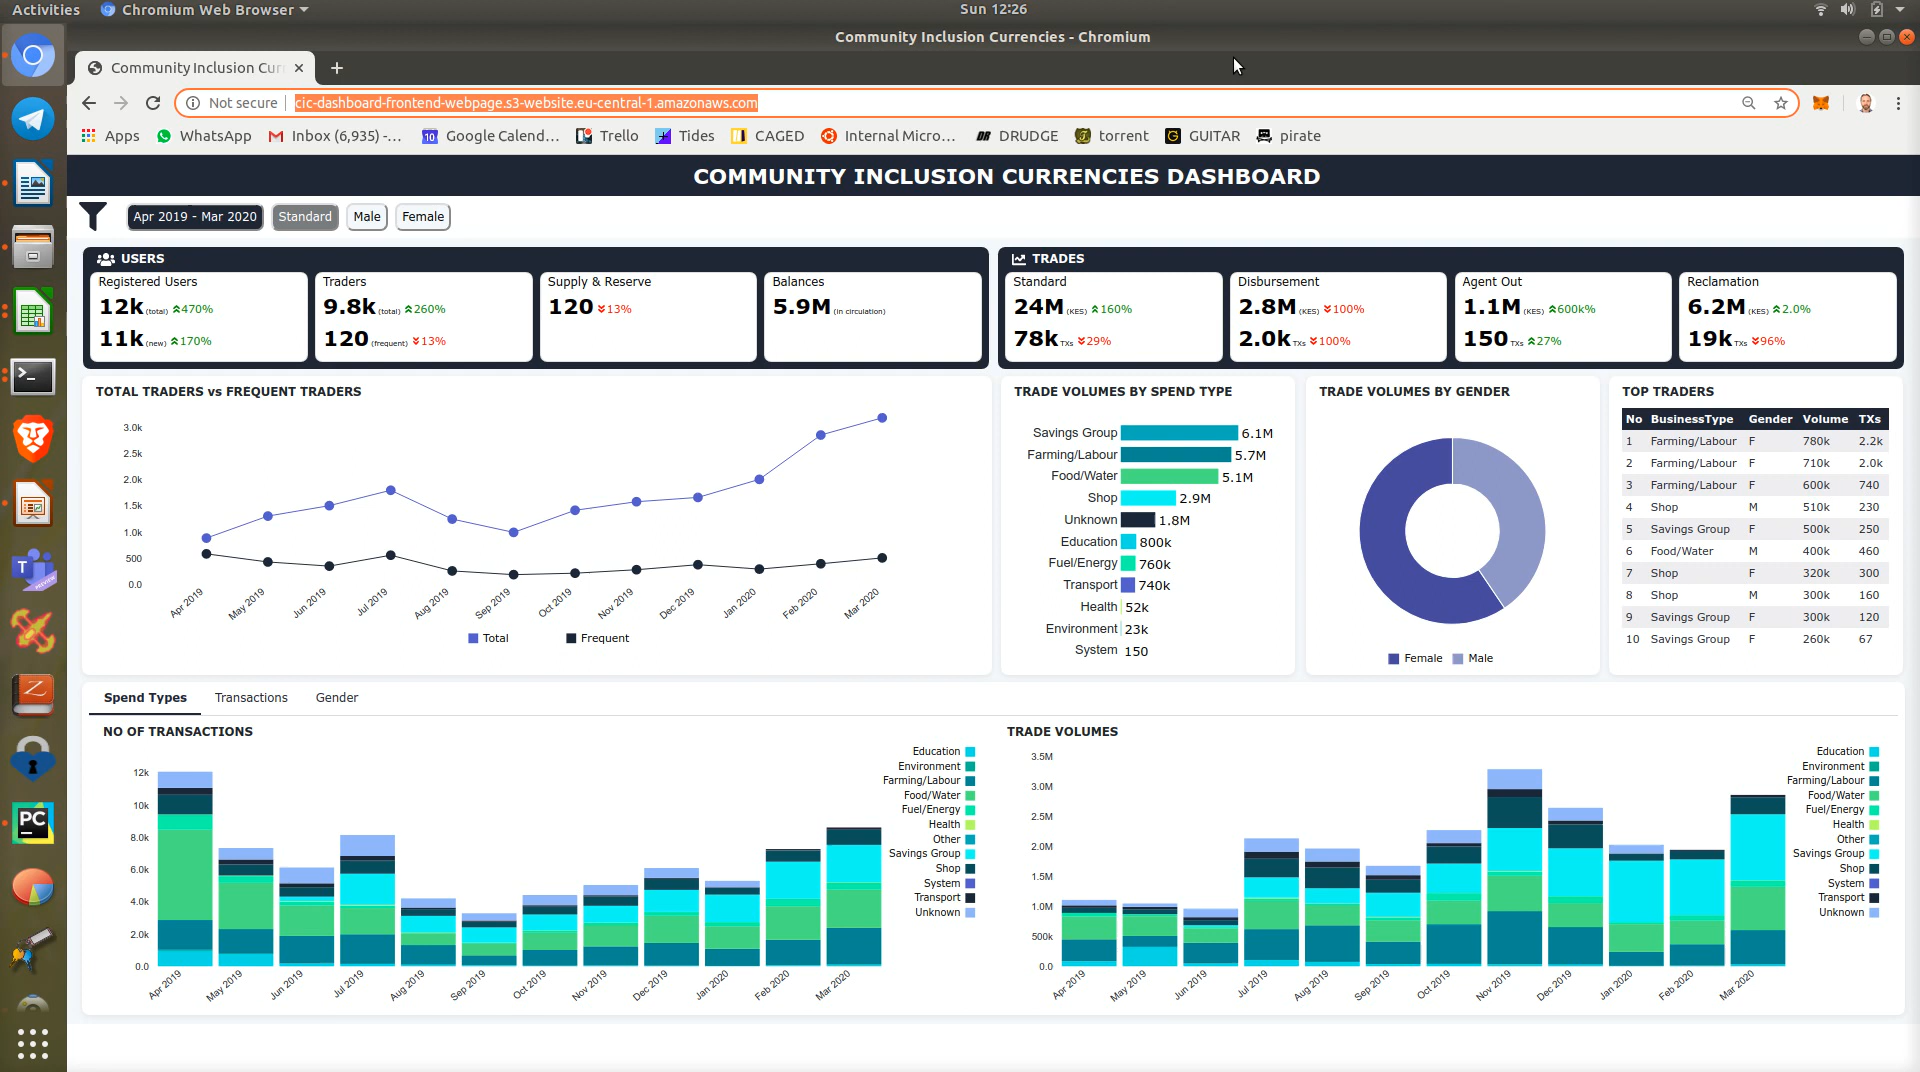 Activities
Chromium Web Browser
Sun 12:26
Community Inclusion Currencies - Chromium
Community Inclusion Cur
Not secure
cic-dashboard-frontend-webpage.s3-website.eu-central-1.amazonaws.com
Apps
WhatsApp
Inbox (6,935) -...
Google Calend...
Trello
Tides
CAGED
Internal Micro...
DRUDGE
torrent
GUITAR
pirate
COMMUNITY INCLUSION CURRENCIES DASHBOARD
Apr 2019 - Mar 2020
Standard
Male
Female
USERS
Registered Users
12k (total) 470%
11k (new) 170%
Traders
9.8k (total) 260%
120 (frequent) 13%
Supply & Reserve
120 13%
Balances
5.9M (in circulation)
TRADES
Standard
24M (KES) 160%
78k TXs 29%
Disbursement
2.8M (KES) 100%
2.0k TXs 100%
Agent Out
1.1M (KES) 600k%
150 TXs 27%
Reclamation
6.2M (KES) 2.0%
19k TXs 96%
TOTAL TRADERS vs FREQUENT TRADERS
3.0k
2.5k
2.0k
1.5k
1.0k
500
0.0
Apr 2019
May 2019
Jun 2019
Jul 2019
Aug 2019
Sep 2019
Oct 2019
Nov 2019
Dec 2019
Jan 2020
Feb 2020
Mar 2020
Total
Frequent
TRADE VOLUMES BY SPEND TYPE
Savings Group 6.1M
Farming/Labour 5.7M
Food/Water 5.1M
Shop 2.9M
Unknown 1.8M
Education 800k
Fuel/Energy 760k
Transport 740k
Health 52k
Environment 23k
System 150
TRADE VOLUMES BY GENDER
Female
Male
TOP TRADERS
No BusinessType Gender Volume TXs
1 Farming/Labour F 780k 2.2k
2 Farming/Labour F 710k 2.0k
3 Farming/Labour F 600k 740
4 Shop M 510k 230
5 Savings Group F 500k 250
6 Food/Water M 400k 460
7 Shop F 320k 300
8 Shop M 300k 160
9 Savings Group F 300k 120
10 Savings Group F 260k 67
Spend Types
Transactions
Gender
NO OF TRANSACTIONS
12k
10k
8.0k
6.0k
4.0k
2.0k
0.0
Apr 2019
May 2019
Jun 2019
Jul 2019
Aug 2019
Sep 2019
Oct 2019
Nov 2019
Dec 2019
Jan 2020
Feb 2020
Mar 2020
Education
Environment
Farming/Labour
Food/Water
Fuel/Energy
Health
Other
Savings Group
Shop
System
Transport
Unknown
TRADE VOLUMES
3.5M
3.0M
2.5M
2.0M
1.5M
1.0M
500k
0.0
Apr 2019
May 2019
Jun 2019
Jul 2019
Aug 2019
Sep 2019
Oct 2019
Nov 2019
Dec 2019
Jan 2020
Feb 2020
Mar 2020
Education
Environment
Farming/Labour
Food/Water
Fuel/Energy
Health
Other
Savings Group
Shop
System
Transport
Unknown
T
PREVIEW
Z
PC